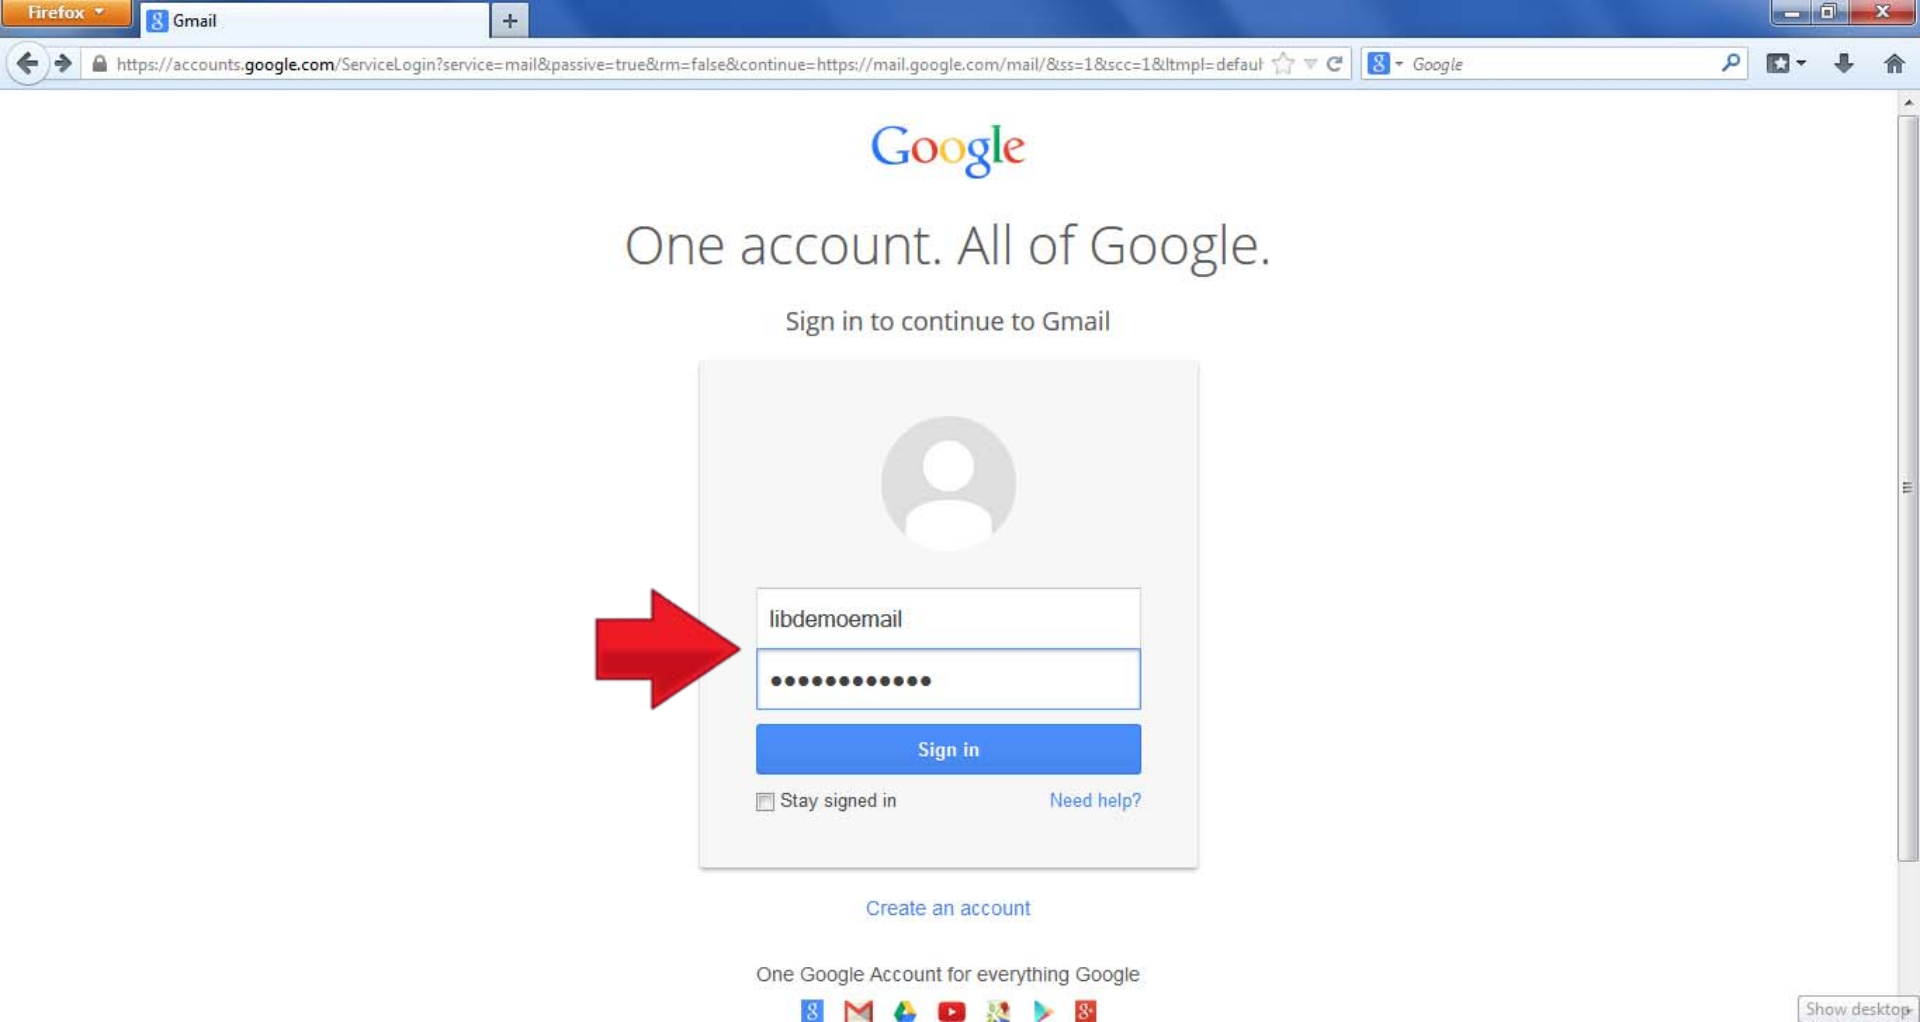 Firefox
Gmail
https://accounts.google.com/ServiceLogin?service=mail&passive=true&rm=false&continue=https://mail.google.com/mail/&ss=1&scc=1&ltmpl=defaul
Google
Google
One account. All of Google.
Sign in to continue to Gmail
libdemoemail
Sign in
Stay signed in
Need help?
Create an account
One Google Account for everything Google
Show desktop